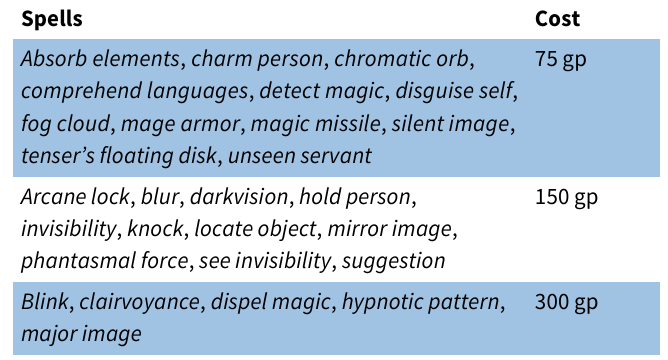 Spells Cost
Absorb elements, charm person, chromatic orb, 75 gp
comprehend languages, detect magic, disguise self,
fog cloud, mage armor, magic missile, silent image,
tenser’s floating disk, unseen servant
Arcane lock, blur, darkvision, hold person, 150 gp
invisibility, knock, locate object, mirror image,
phantasmal force, see invisibility, suggestion
Blink, clairvoyance, dispel magic, hypnotic pattern, 300 gp
major image